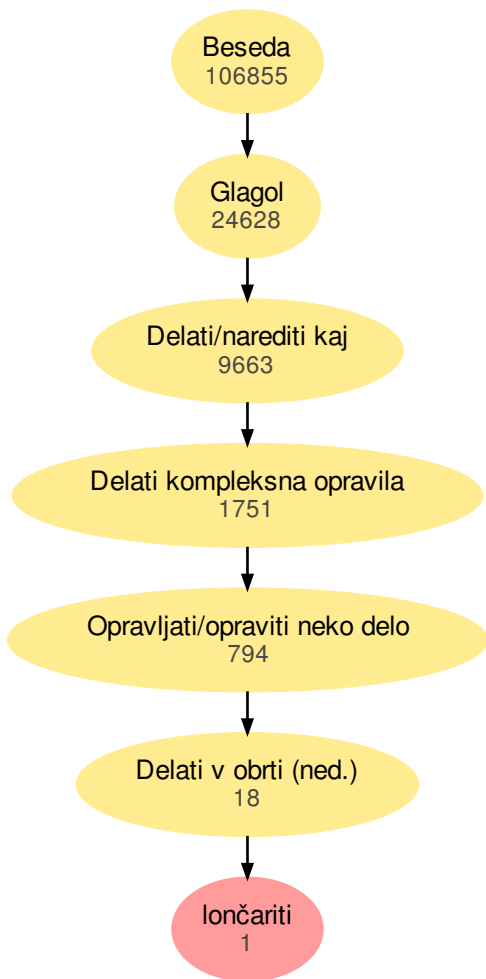 Beseda
106855
Glagol
24628
Delati/narediti kaj
9663
Delati kompleksna opravila
1751
Opravljati/opraviti neko delo
794
Delati v obrti (ned.)
18
lončariti
1